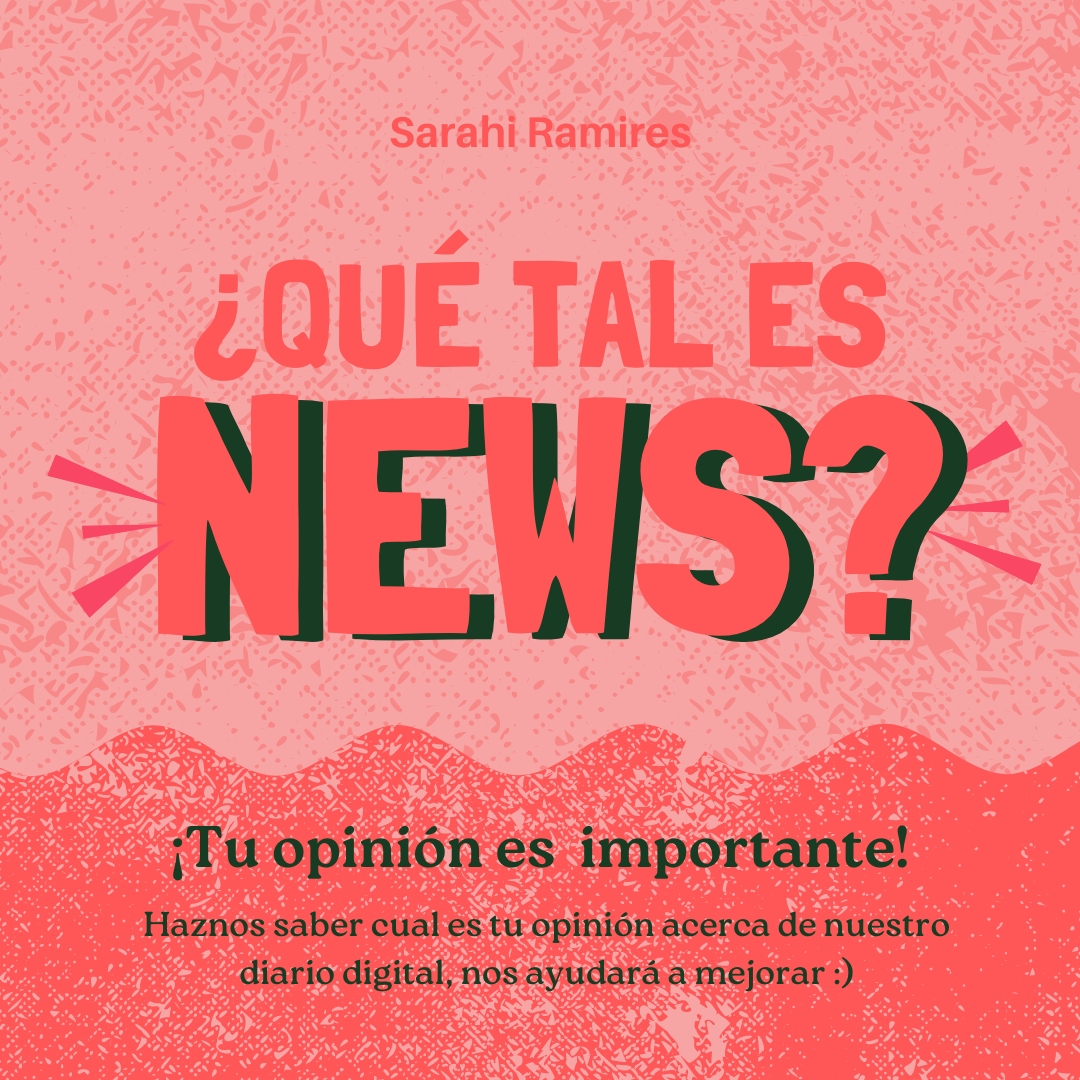 Sarahi Ramires
¿QUÉ TAL ES
NEWS?
¡Tu opinión es importante!
Haznos saber cual es tu opinión acerca de nuestro
diario digital, nos ayudará a mejorar :)